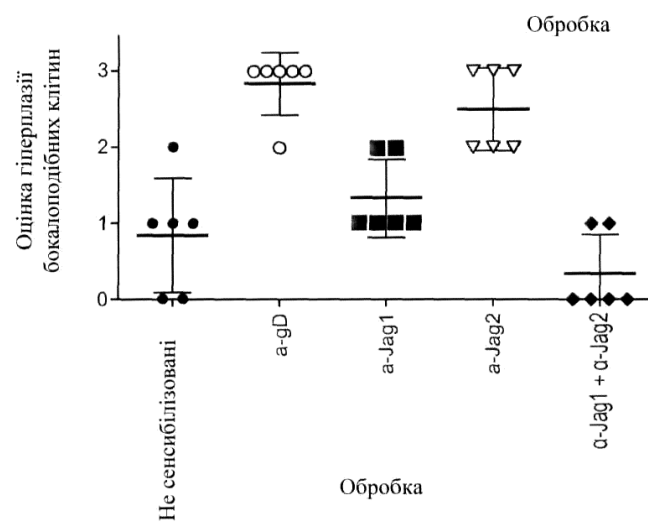 Обробка
Оцінка гіперплазії
бокалоподібних клітин
3
2
1
0
Не сенсибілізовані
a-gD
a-Jag1
a-Jag2
α-Jag1 + α-Jag2
Обробка